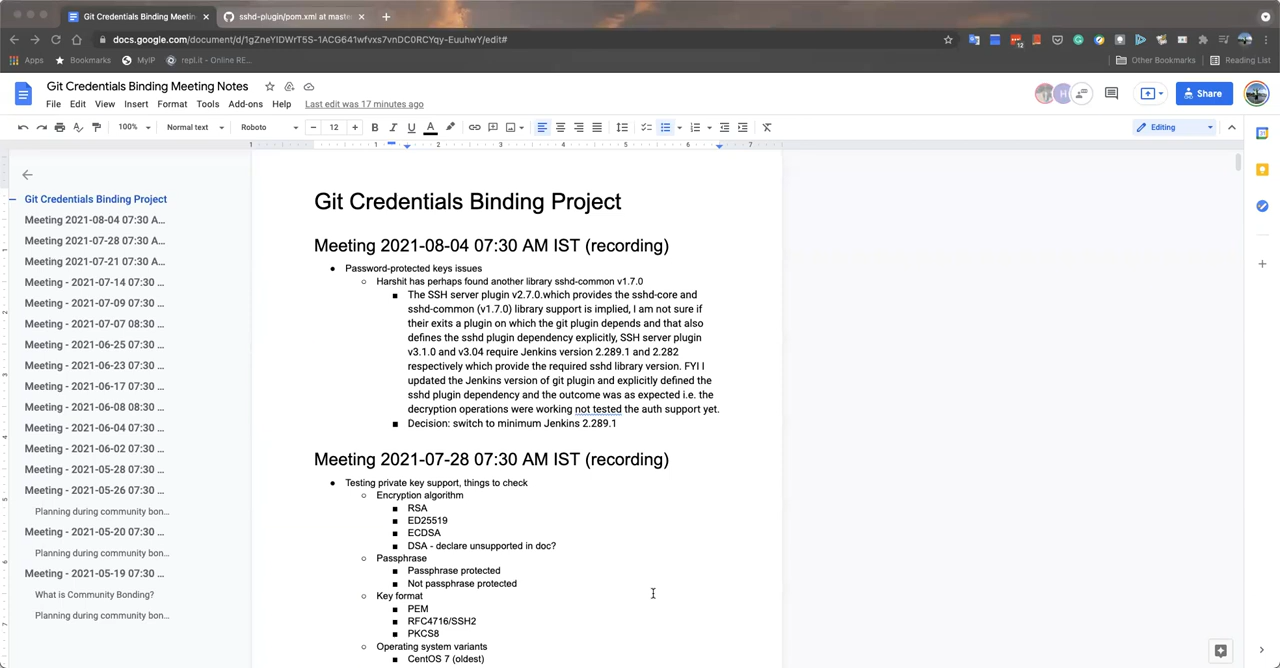 Git Credentials Binding Meetin
sshd-plugin/pom.xml at maste
docs.google.com/document/d/1gZneYIDWrT5S-1ACG641wfvxs7vnDC0RCYqy-EuuhwY/edit#
Apps
Bookmarks
MyIP
repl.it - Online RE...
Other Bookmarks
Reading List
Git Credentials Binding Meeting Notes
File Edit View Insert Format Tools Add-ons Help Last edit was 17 minutes ago
Share
100% Normal text Roboto 12
Editing
Git Credentials Binding Project
Meeting 2021-08-04 07:30 A...
Meeting 2021-07-28 07:30 A...
Meeting 2021-07-21 07:30 A...
Meeting - 2021-07-14 07:30 ...
Meeting - 2021-07-09 07:30 ...
Meeting - 2021-07-07 08:30 ...
Meeting - 2021-06-25 07:30 ...
Meeting - 2021-06-23 07:30 ...
Meeting - 2021-06-17 07:30 ...
Meeting - 2021-06-08 08:30 ...
Meeting - 2021-06-04 07:30 ...
Meeting - 2021-06-02 07:30 ...
Meeting - 2021-05-28 07:30 ...
Meeting - 2021-05-26 07:30 ...
Planning during community bon...
Meeting - 2021-05-20 07:30 ...
Planning during community bon...
Meeting - 2021-05-19 07:30 ...
What is Community Bonding?
Planning during community bon...
Git Credentials Binding Project
Meeting 2021-08-04 07:30 AM IST (recording)
Password-protected keys issues
Harshit has perhaps found another library sshd-common v1.7.0
The SSH server plugin v2.7.0.which provides the sshd-core and
sshd-common (v1.7.0) library support is implied, I am not sure if
their exits a plugin on which the git plugin depends and that also
defines the sshd plugin dependency explicitly, SSH server plugin
v3.1.0 and v3.04 require Jenkins version 2.289.1 and 2.282
respectively which provide the required sshd library version. FYI I
updated the Jenkins version of git plugin and explicitly defined the
sshd plugin dependency and the outcome was as expected i.e. the
decryption operations were working not tested the auth support yet.
Decision: switch to minimum Jenkins 2.289.1
Meeting 2021-07-28 07:30 AM IST (recording)
Testing private key support, things to check
Encryption algorithm
RSA
ED25519
ECDSA
DSA - declare unsupported in doc?
Passphrase
Passphrase protected
Not passphrase protected
Key format
PEM
RFC4716/SSH2
PKCS8
Operating system variants
CentOS 7 (oldest)